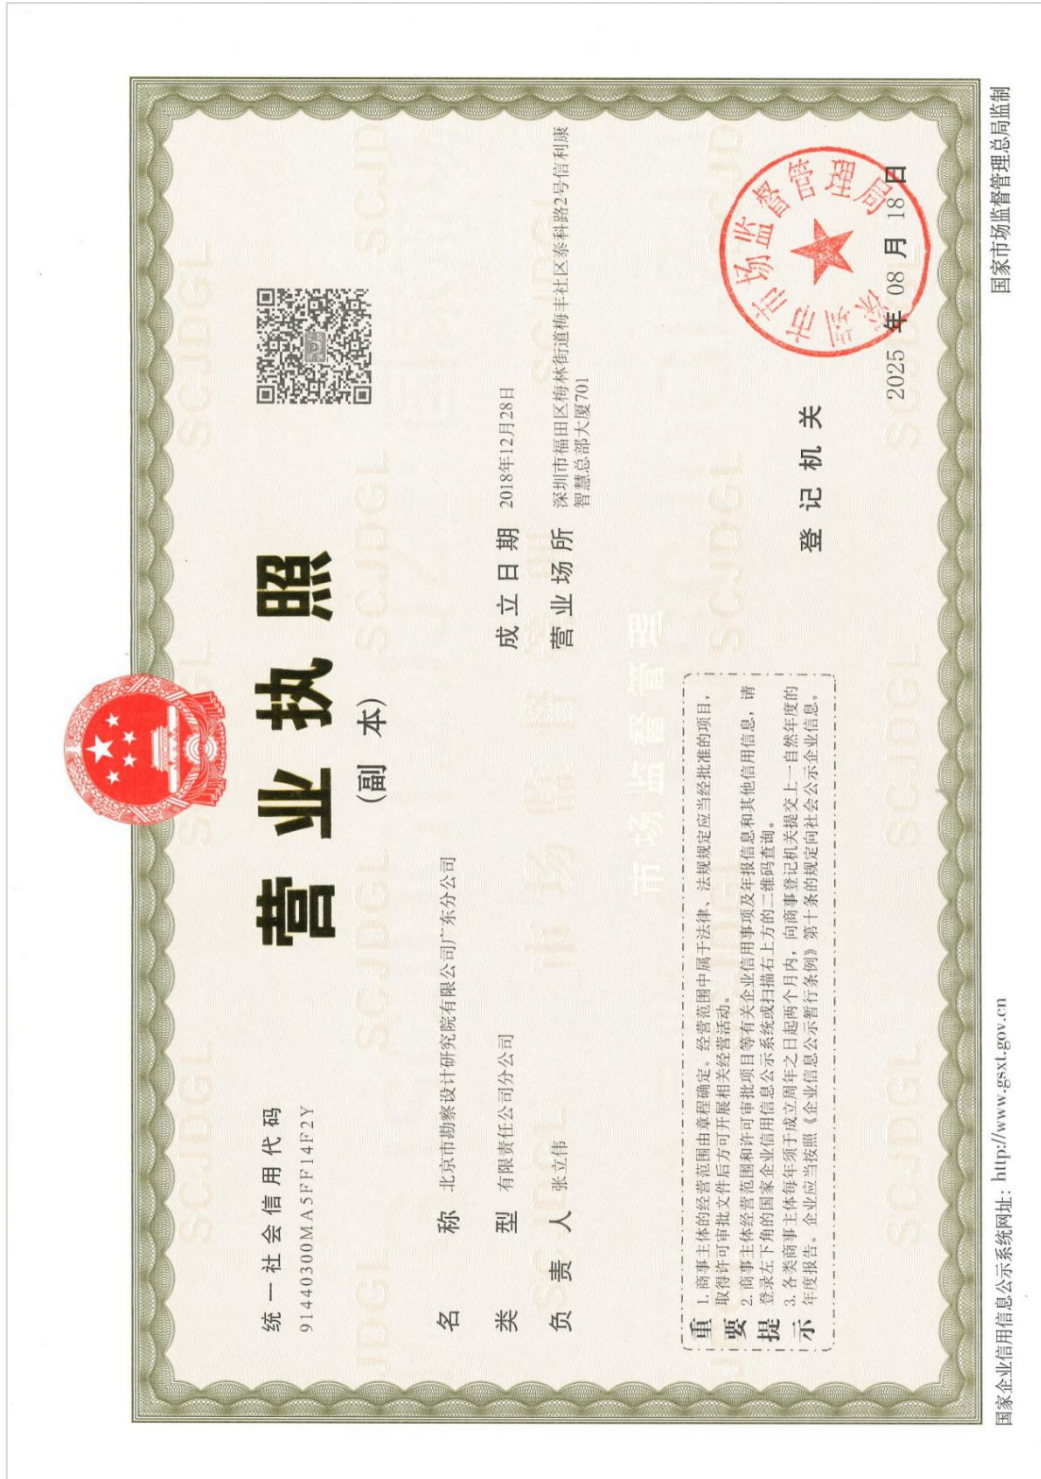 营业执照
(副 本)
统一社会信用代码
91440300MA5FF14F2Y
名 称 北京市勘察设计研究院有限公司广东分公司
类 型 有限责任公司分公司
负 责 人 张立伟
成 立 日 期 2018年12月28日
营 业 场 所 深圳市福田区梅林街道梅丰社区泰科路2号信利康
智慧总部大厦701
重要提示
1. 商事主体的经营范围由章程确定。经营范围中属于法律、法规规定应当经批准的项目，
取得许可审批文件后方可开展相关经营活动。
2. 商事主体经营范围和许可审批项目等有关企业信用事项及年报信息和其他信用信息，请
登录左下角的国家企业信用信息公示系统或扫描右上方的二维码查询。
3. 各类商事主体每年须于成立周年之日起两个月内，向商事登记机关提交上一自然年度的
年度报告。企业应当按照《企业信息公示暂行条例》第十条的规定向社会公示企业信息。
登 记 机 关
深圳市市场监督管理局
2025 年 08 月 18 日
国家企业信用信息公示系统网址: http://www.gsxt.gov.cn
国家市场监督管理总局监制
SCJDGL
市场监督管理